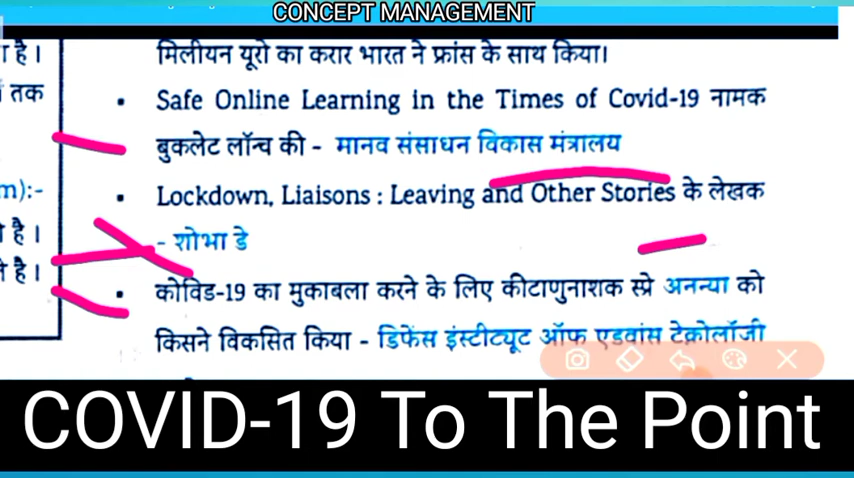 CONCEPT MANAGEMENT
ा है।
मिलीयन यूरो का करार भारत ने फ्रांस के साथ किया।
तक
• Safe Online Learning in the Times of Covid-19 नामक
बुकलेट लॉन्च की - मानव संसाधन विकास मंत्रालय
m):-
• Lockdown, Liaisons : Leaving and Other Stories के लेखक
है।
- शोभा डे
है।
• कोविड-19 का मुकाबला करने के लिए कीटाणुनाशक स्प्रे अनन्या को
किसने विकसित किया - डिफेंस इंस्टीट्यूट ऑफ एडवांस टेक्नोलॉजी
COVID-19 To The Point